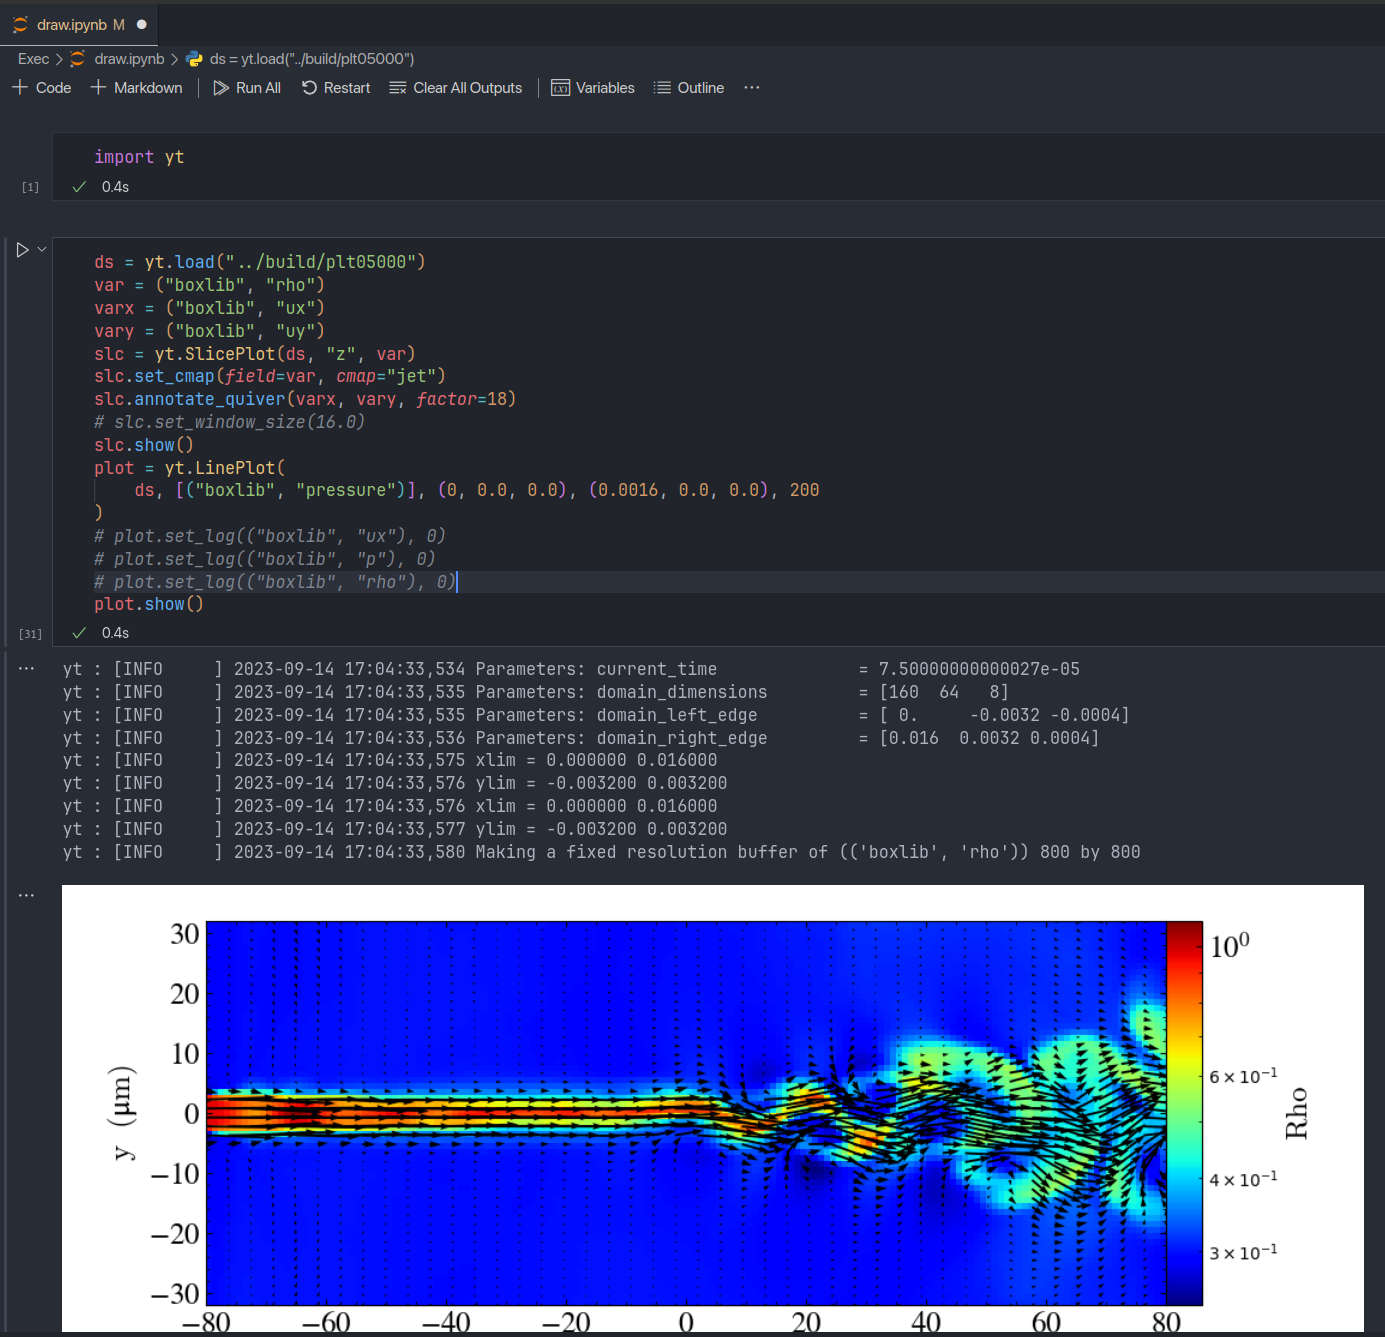 draw.ipynb M
Exec > draw.ipynb > ds = yt.load("../build/plt05000")
+ Code + Markdown Run All Restart Clear All Outputs Variables Outline ...
import yt
[1] 0.4s
ds = yt.load("../build/plt05000")
var = ("boxlib", "rho")
varx = ("boxlib", "ux")
vary = ("boxlib", "uy")
slc = yt.SlicePlot(ds, "z", var)
slc.set_cmap(field=var, cmap="jet")
slc.annotate_quiver(varx, vary, factor=18)
# slc.set_window_size(16.0)
slc.show()
plot = yt.LinePlot(
    ds, [("boxlib", "pressure")], (0, 0.0, 0.0), (0.0016, 0.0, 0.0), 200
)
# plot.set_log(("boxlib", "ux"), 0)
# plot.set_log(("boxlib", "p"), 0)
# plot.set_log(("boxlib", "rho"), 0)
plot.show()
[31] 0.4s
yt : [INFO     ] 2023-09-14 17:04:33,534 Parameters: current_time              = 7.50000000000027e-05
yt : [INFO     ] 2023-09-14 17:04:33,535 Parameters: domain_dimensions         = [160  64   8]
yt : [INFO     ] 2023-09-14 17:04:33,535 Parameters: domain_left_edge          = [ 0.     -0.0032 -0.0004]
yt : [INFO     ] 2023-09-14 17:04:33,536 Parameters: domain_right_edge         = [0.016  0.0032 0.0004]
yt : [INFO     ] 2023-09-14 17:04:33,575 xlim = 0.000000 0.016000
yt : [INFO     ] 2023-09-14 17:04:33,576 ylim = -0.003200 0.003200
yt : [INFO     ] 2023-09-14 17:04:33,576 xlim = 0.000000 0.016000
yt : [INFO     ] 2023-09-14 17:04:33,577 ylim = -0.003200 0.003200
yt : [INFO     ] 2023-09-14 17:04:33,580 Making a fixed resolution buffer of (('boxlib', 'rho')) 800 by 800
30
20
10
0
−10
−20
−30
y (μm)
−80 −60 −40 −20 0 20 40 60 80
10⁰
6×10⁻¹
4×10⁻¹
3×10⁻¹
Rho